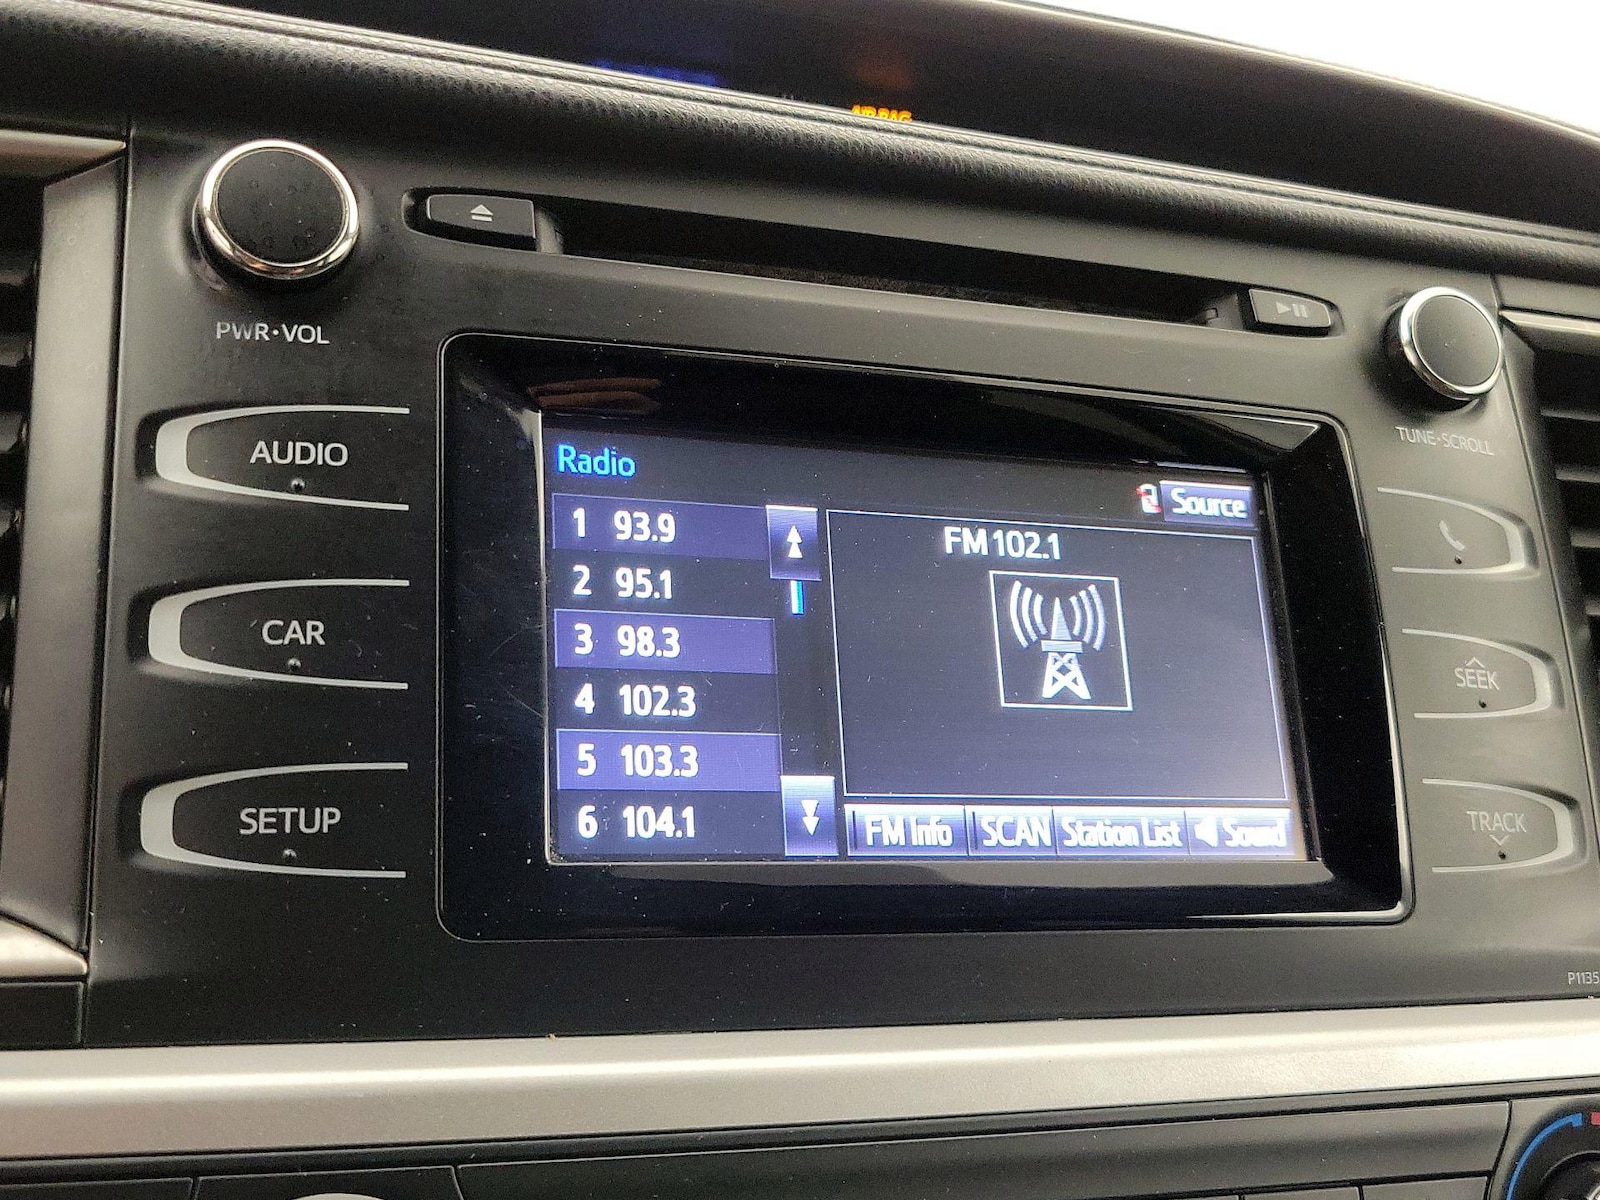 AIRBAG
PWR•VOL
TUNE•SCROLL
AUDIO
CAR
SETUP
Radio
Source
1 93.9
2 95.1
3 98.3
4 102.3
5 103.3
6 104.1
FM 102.1
FM Info
SCAN
Station List
Sound
SEEK
TRACK
P1135